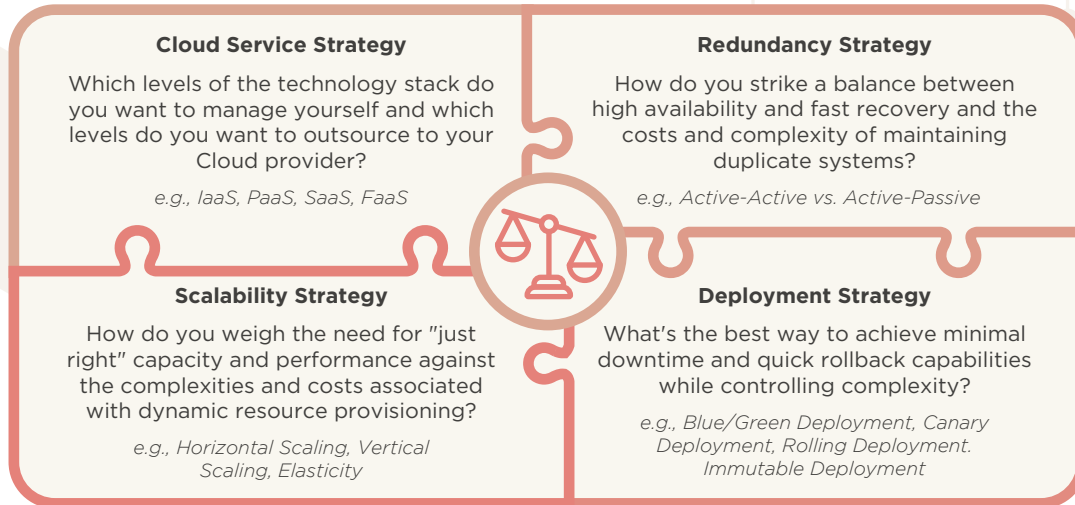 Cloud Service Strategy
Which levels of the technology stack do
you want to manage yourself and which
levels do you want to outsource to your
Cloud provider?
e.g., IaaS, PaaS, SaaS, FaaS
Redundancy Strategy
How do you strike a balance between
high availability and fast recovery and the
costs and complexity of maintaining
duplicate systems?
e.g., Active-Active vs. Active-Passive
Scalability Strategy
How do you weigh the need for "just
right" capacity and performance against
the complexities and costs associated
with dynamic resource provisioning?
e.g., Horizontal Scaling, Vertical
Scaling, Elasticity
Deployment Strategy
What's the best way to achieve minimal
downtime and quick rollback capabilities
while controlling complexity?
e.g., Blue/Green Deployment, Canary
Deployment, Rolling Deployment.
Immutable Deployment